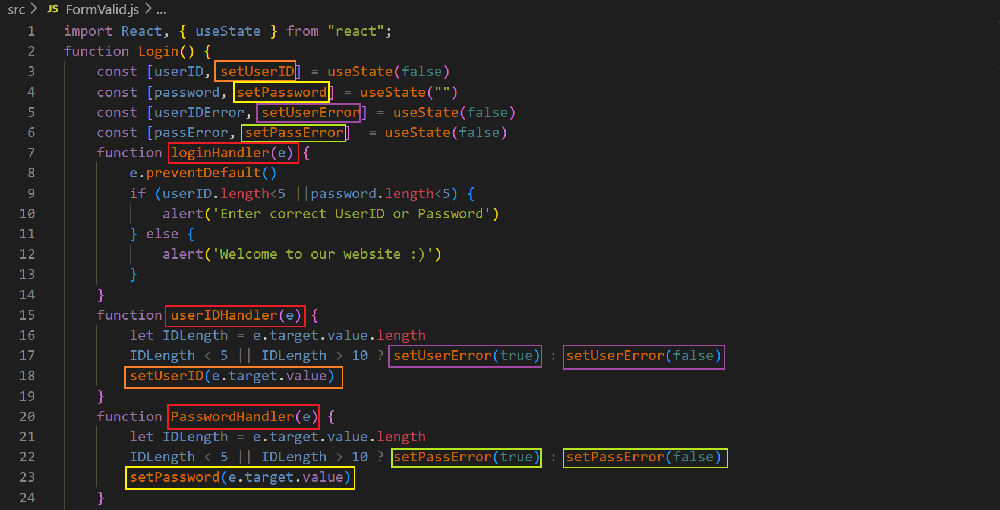 src > JS FormValid.js > ...
1 import React, { useState } from "react";
2 function Login() {
3 const [userID, setUserID] = useState(false)
4 const [password, setPassword] = useState("")
5 const [userIDError, setUserError] = useState(false)
6 const [passError, setPassError]  = useState(false)
7 function loginHandler(e) {
8 e.preventDefault()
9 if (userID.length<5 ||password.length<5) {
10 alert('Enter correct UserID or Password')
11 } else {
12 alert('Welcome to our website :)')
13 }
14 }
15 function userIDHandler(e) {
16 let IDLength = e.target.value.length
17 IDLength < 5 || IDLength > 10 ? setUserError(true) : setUserError(false)
18 setUserID(e.target.value)
19 }
20 function PasswordHandler(e) {
21 let IDLength = e.target.value.length
22 IDLength < 5 || IDLength > 10 ? setPassError(true) : setPassError(false)
23 setPassword(e.target.value)
24 }